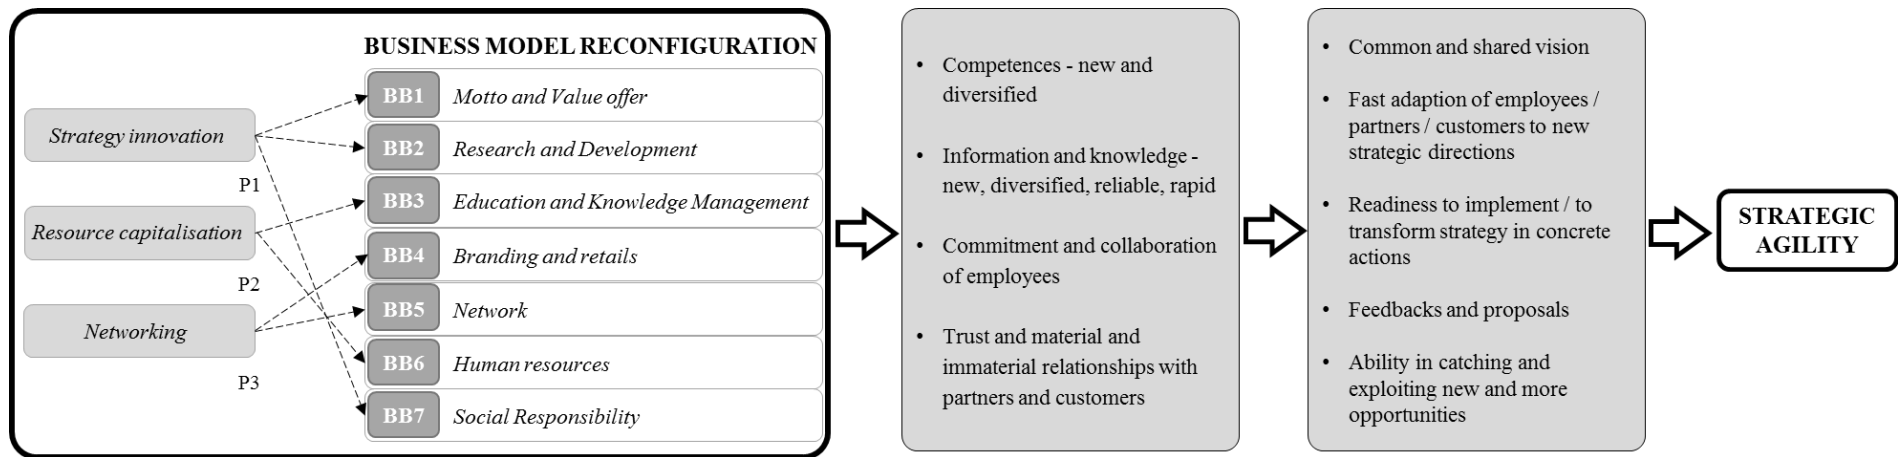 BUSINESS MODEL RECONFIGURATION
Strategy innovation
P1
Resource capitalisation
P2
Networking
P3
BB1 Motto and Value offer
BB2 Research and Development
BB3 Education and Knowledge Management
BB4 Branding and retails
BB5 Network
BB6 Human resources
BB7 Social Responsibility
• Competences - new and
diversified
• Information and knowledge -
new, diversified, reliable, rapid
• Commitment and collaboration
of employees
• Trust and material and
immaterial relationships with
partners and customers
• Common and shared vision
• Fast adaption of employees /
partners / customers to new
strategic directions
• Readiness to implement / to
transform strategy in concrete
actions
• Feedbacks and proposals
• Ability in catching and
exploiting new and more
opportunities
STRATEGIC
AGILITY